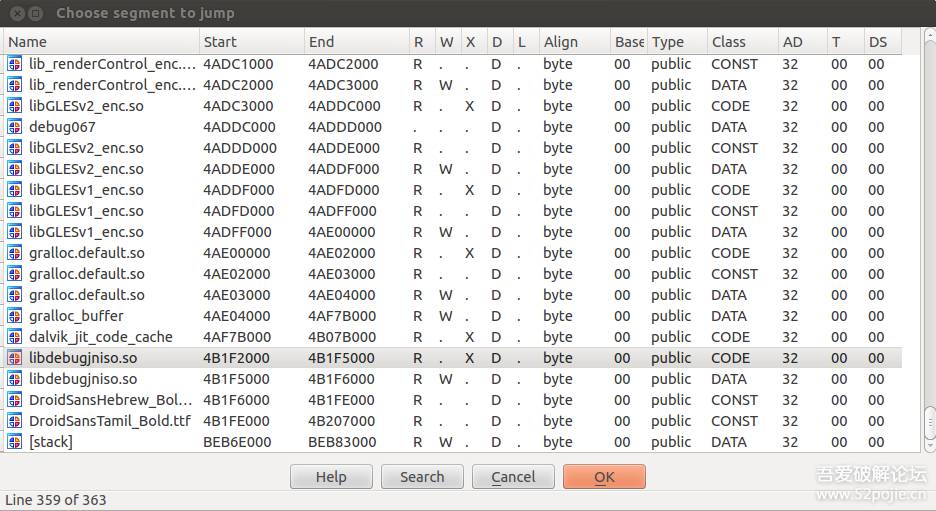 Choose segment to jump
Name Start End R W X D L Align Base Type Class AD T DS
lib_renderControl_enc.... 4ADC1000 4ADC2000 R . . D . byte 00 public CONST 32 00 00
lib_renderControl_enc.... 4ADC2000 4ADC3000 R W . D . byte 00 public DATA 32 00 00
libGLESv2_enc.so 4ADC3000 4ADDC000 R . X D . byte 00 public CODE 32 00 00
debug067 4ADDC000 4ADDD000 . . . D . byte 00 public DATA 32 00 00
libGLESv2_enc.so 4ADDD000 4ADDE000 R . . D . byte 00 public CONST 32 00 00
libGLESv2_enc.so 4ADDE000 4ADDF000 R W . D . byte 00 public DATA 32 00 00
libGLESv1_enc.so 4ADDF000 4ADFD000 R . X D . byte 00 public CODE 32 00 00
libGLESv1_enc.so 4ADFD000 4ADFF000 R . . D . byte 00 public CONST 32 00 00
libGLESv1_enc.so 4ADFF000 4AE00000 R W . D . byte 00 public DATA 32 00 00
gralloc.default.so 4AE00000 4AE02000 R . X D . byte 00 public CODE 32 00 00
gralloc.default.so 4AE02000 4AE03000 R . . D . byte 00 public CONST 32 00 00
gralloc.default.so 4AE03000 4AE04000 R W . D . byte 00 public DATA 32 00 00
gralloc_buffer 4AE04000 4AF7B000 R W . D . byte 00 public DATA 32 00 00
dalvik_jit_code_cache 4AF7B000 4B07B000 R . X D . byte 00 public CODE 32 00 00
libdebugjniso.so 4B1F2000 4B1F5000 R . X D . byte 00 public CODE 32 00 00
libdebugjniso.so 4B1F5000 4B1F6000 R W . D . byte 00 public DATA 32 00 00
DroidSansHebrew_Bol... 4B1F6000 4B1FE000 R . . D . byte 00 public CONST 32 00 00
DroidSansTamil_Bold.ttf 4B1FE000 4B207000 R . . D . byte 00 public CONST 32 00 00
[stack] BEB6E000 BEB83000 R W . D . byte 00 public DATA 32 00 00
Help Search Cancel OK
Line 359 of 363
吾爱破解论坛
www.52pojie.cn